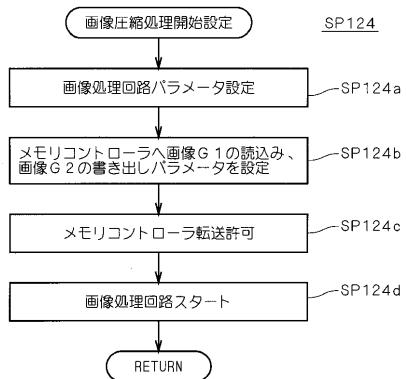 画像圧縮処理開始設定
SP124
画像処理回路パラメータ設定
SP124a
メモリコントローラへ画像G1の読込み、
画像G2の書き出しパラメータを設定
SP124b
メモリコントローラ転送許可
SP124c
画像処理回路スタート
SP124d
RETURN